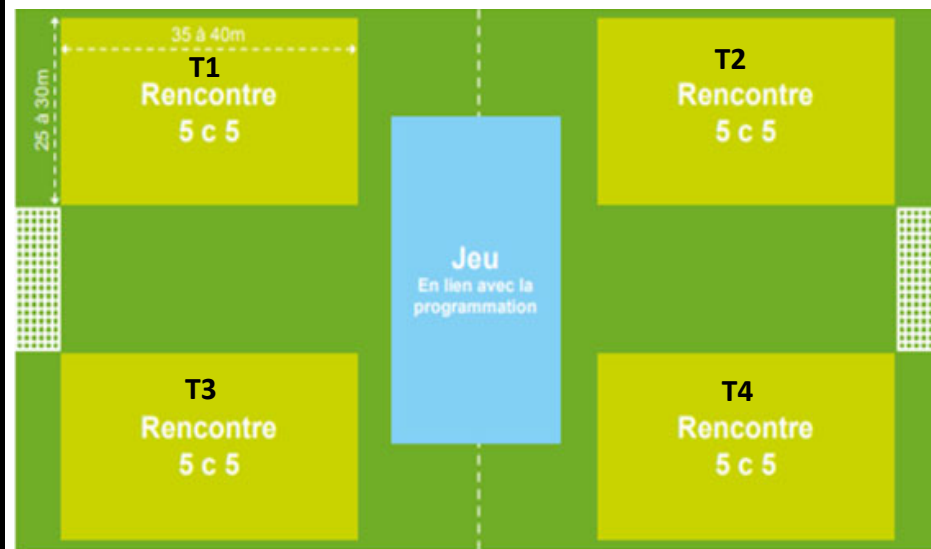 35 à 40m
25 à 30m
T1
Rencontre
5 c 5
T2
Rencontre
5 c 5
Jeu
En lien avec la
programmation
T3
Rencontre
5 c 5
T4
Rencontre
5 c 5